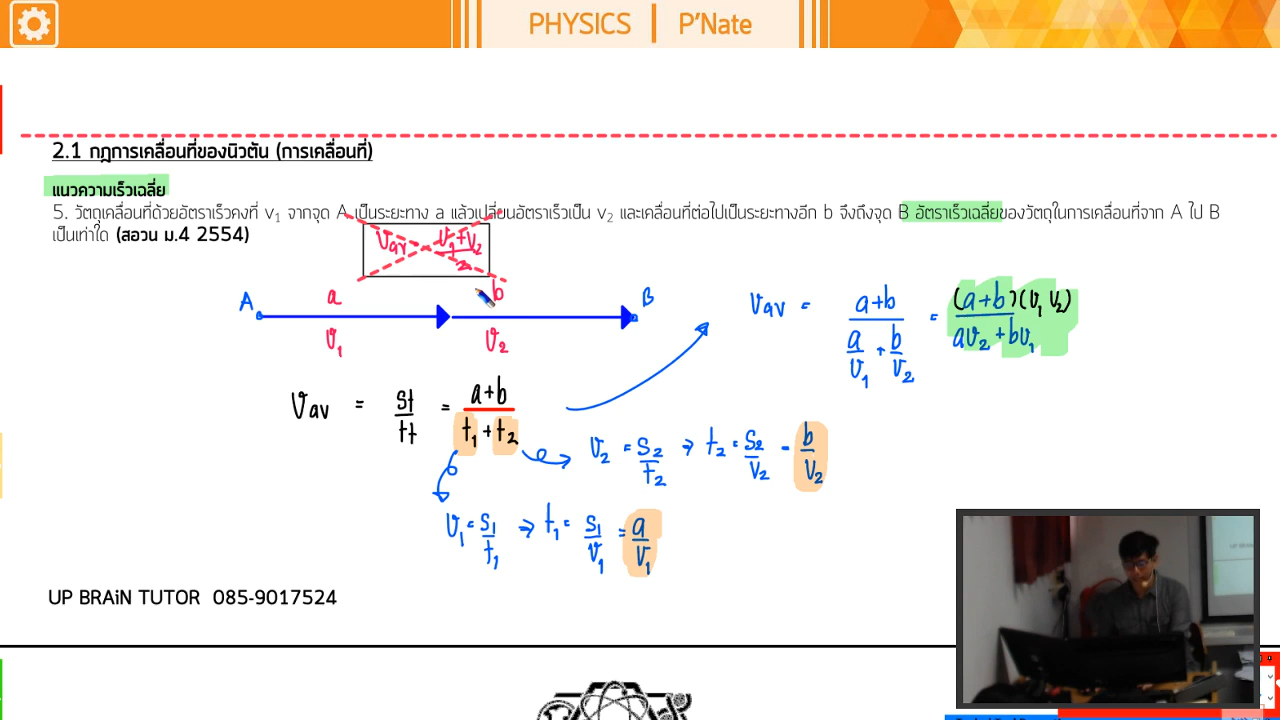 PHYSICS | P'Nate
2.1 กฎการเคลื่อนที่ของนิวตัน (การเคลื่อนที่)
แนวความเร็วเฉลี่ย
5. วัตถุเคลื่อนที่ด้วยอัตราเร็วคงที่ v₁ จากจุด A เป็นระยะทาง a แล้วเปลี่ยนอัตราเร็วเป็น v₂ และเคลื่อนที่ต่อไปเป็นระยะทางอีก b จึงถึงจุด B อัตราเร็วเฉลี่ยของวัตถุในการเคลื่อนที่จาก A ไป B
เป็นเท่าใด (สอวน ม.4 2554)
Vav v₁+v₂/2
A a b B
v₁ v₂
Vav = a+b/(a/v₁ + b/v₂) = (a+b)(v₁v₂)/av₂+bv₁
Vav = St/tt = a+b/t₁+t₂
v₂ = S₂/t₂ ⇒ t₂ = S₂/v₂ = b/v₂
v₁ = S₁/t₁ ⇒ t₁ = S₁/v₁ = a/v₁
UP BRAiN TUTOR 085-9017524